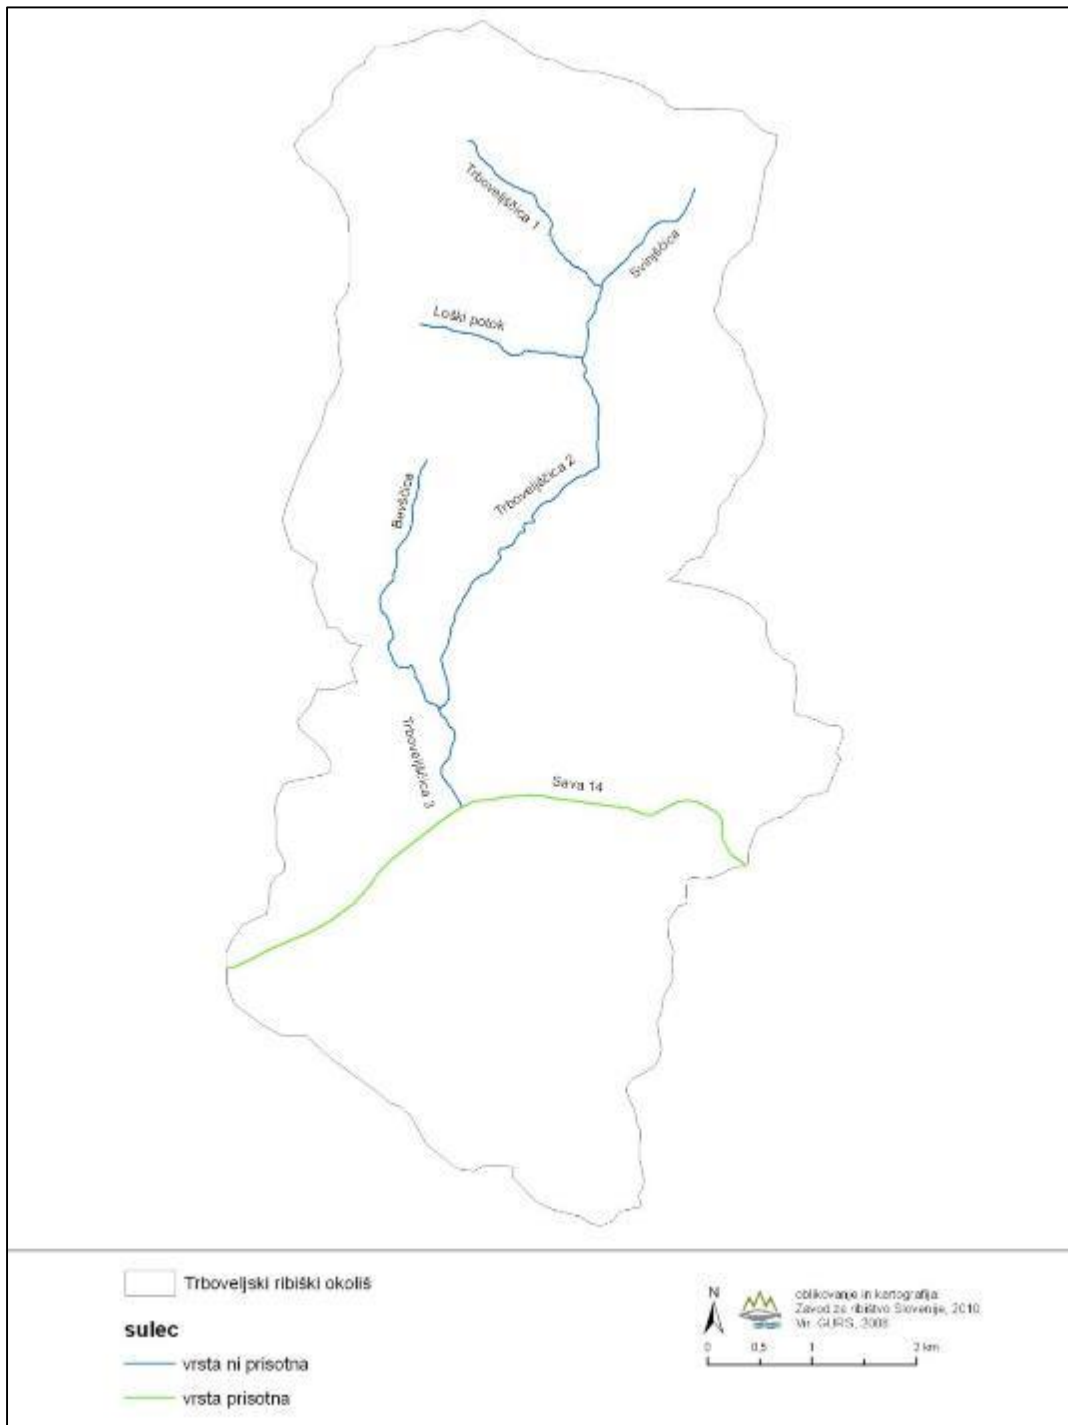 Trboveljščica 1
Svinjščica
Loški potok
Trboveljščica 2
Bevščica
Trboveljščica 3
Sava 14
Trboveljski ribiški okoliš
sulec
vrsta ni prisotna
vrsta prisotna
N
oblikovanje in kartografija:
Zavod za ribištvo Slovenije, 2010
Vir: GURS, 2008
0 0,5 1 2 km